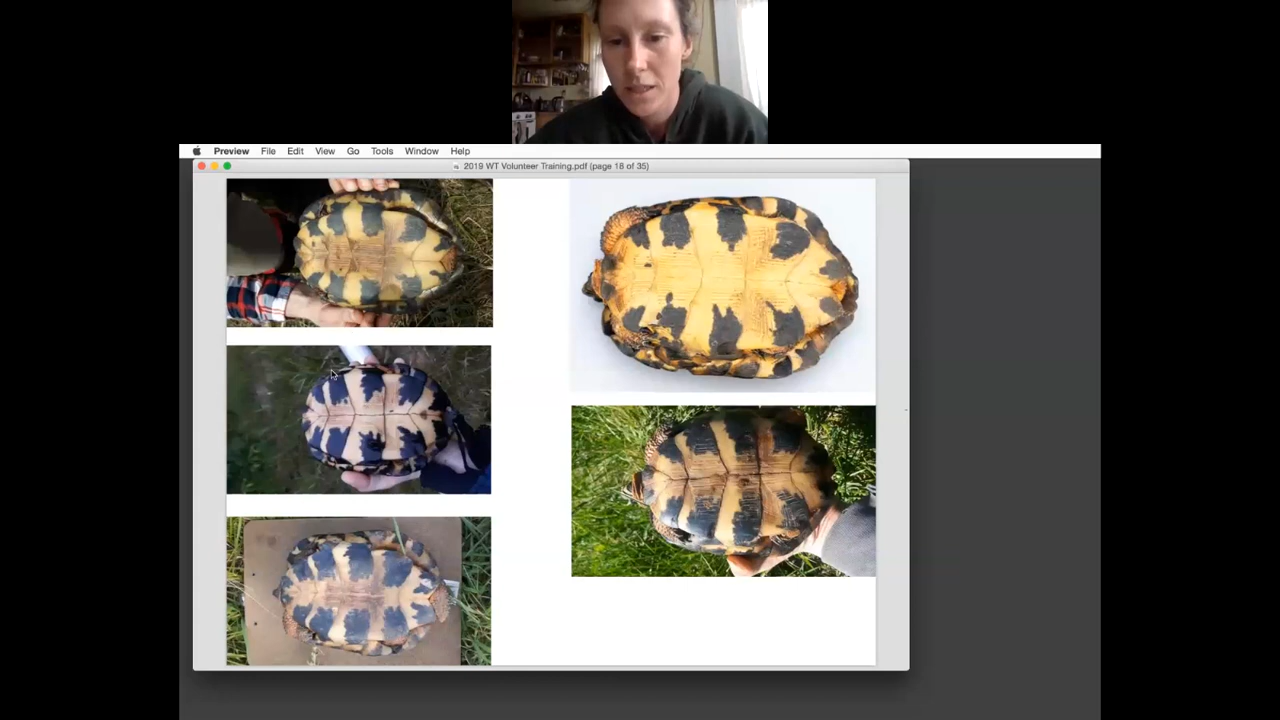 Preview File Edit View Go Tools Window Help
2019 WT Volunteer Training.pdf (page 18 of 35)